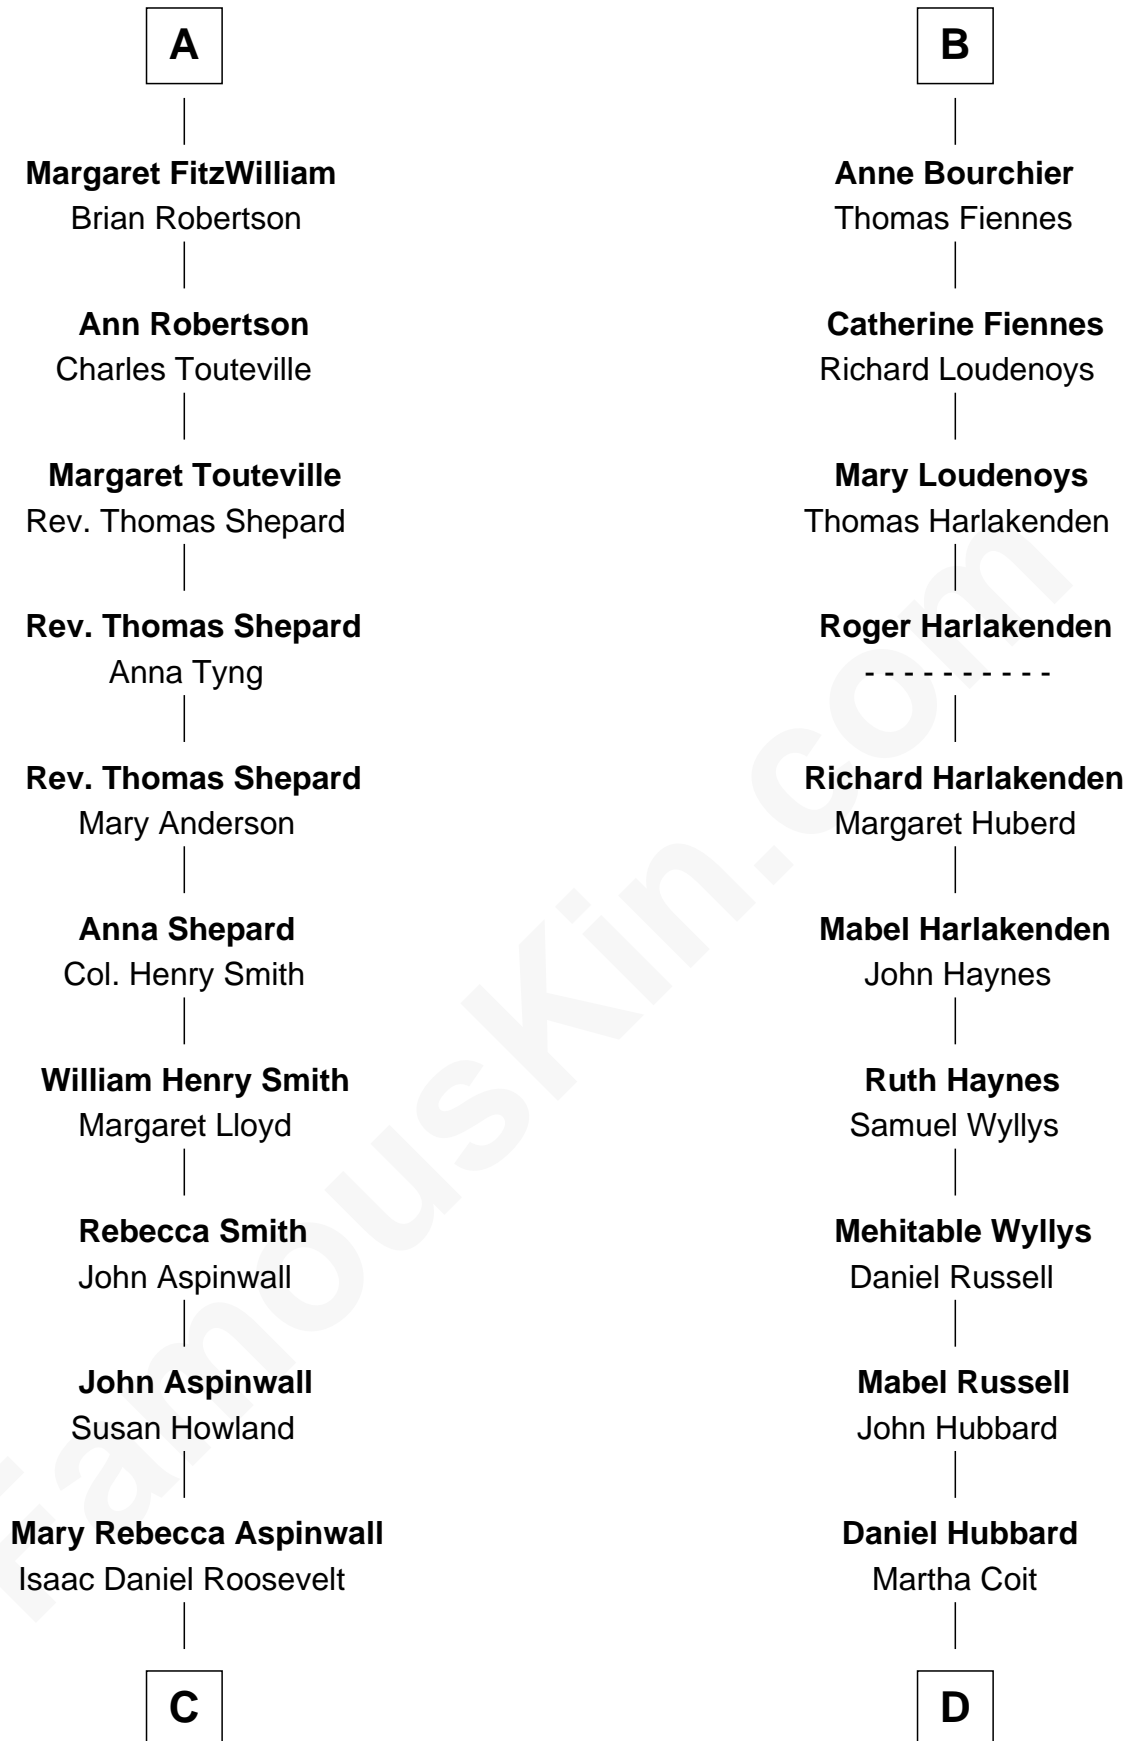 A
Margaret FitzWilliam
Brian Robertson
Ann Robertson
Charles Touteville
Margaret Touteville
Rev. Thomas Shepard
Rev. Thomas Shepard
Anna Tyng
Rev. Thomas Shepard
Mary Anderson
Anna Shepard
Col. Henry Smith
William Henry Smith
Margaret Lloyd
Rebecca Smith
John Aspinwall
John Aspinwall
Susan Howland
Mary Rebecca Aspinwall
Isaac Daniel Roosevelt
C
B
Anne Bourchier
Thomas Fiennes
Catherine Fiennes
Richard Loudenoys
Mary Loudenoys
Thomas Harlakenden
Roger Harlakenden
- - - - - - - - - -
Richard Harlakenden
Margaret Huberd
Mabel Harlakenden
John Haynes
Ruth Haynes
Samuel Wyllys
Mehitable Wyllys
Daniel Russell
Mabel Russell
John Hubbard
Daniel Hubbard
Martha Coit
D
FamousKin.com